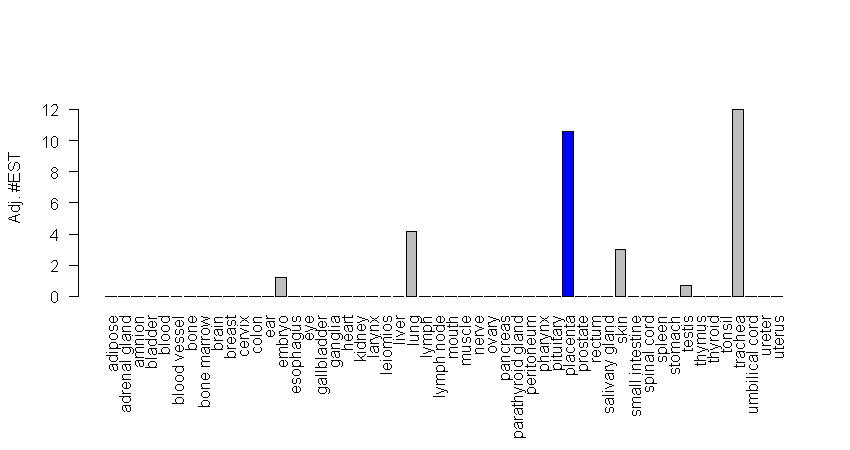 Adj. #EST
12
10
8
6
4
2
0
adipose
adrenal gland
amnion
bladder
blood
blood vessel
bone
bone marrow
brain
breast
cervix
colon
ear
embryo
esophagus
eye
gallbladder
ganglia
heart
kidney
larynx
leiomios
liver
lung
lymph
lymph node
mouth
muscle
nerve
ovary
pancreas
parathyroid gland
peritoneum
pharynx
pituitary
placenta
prostate
rectum
salivary gland
skin
small intestine
spinal cord
spleen
stomach
testis
thymus
thyroid
tonsil
trachea
umbilical cord
ureter
uterus